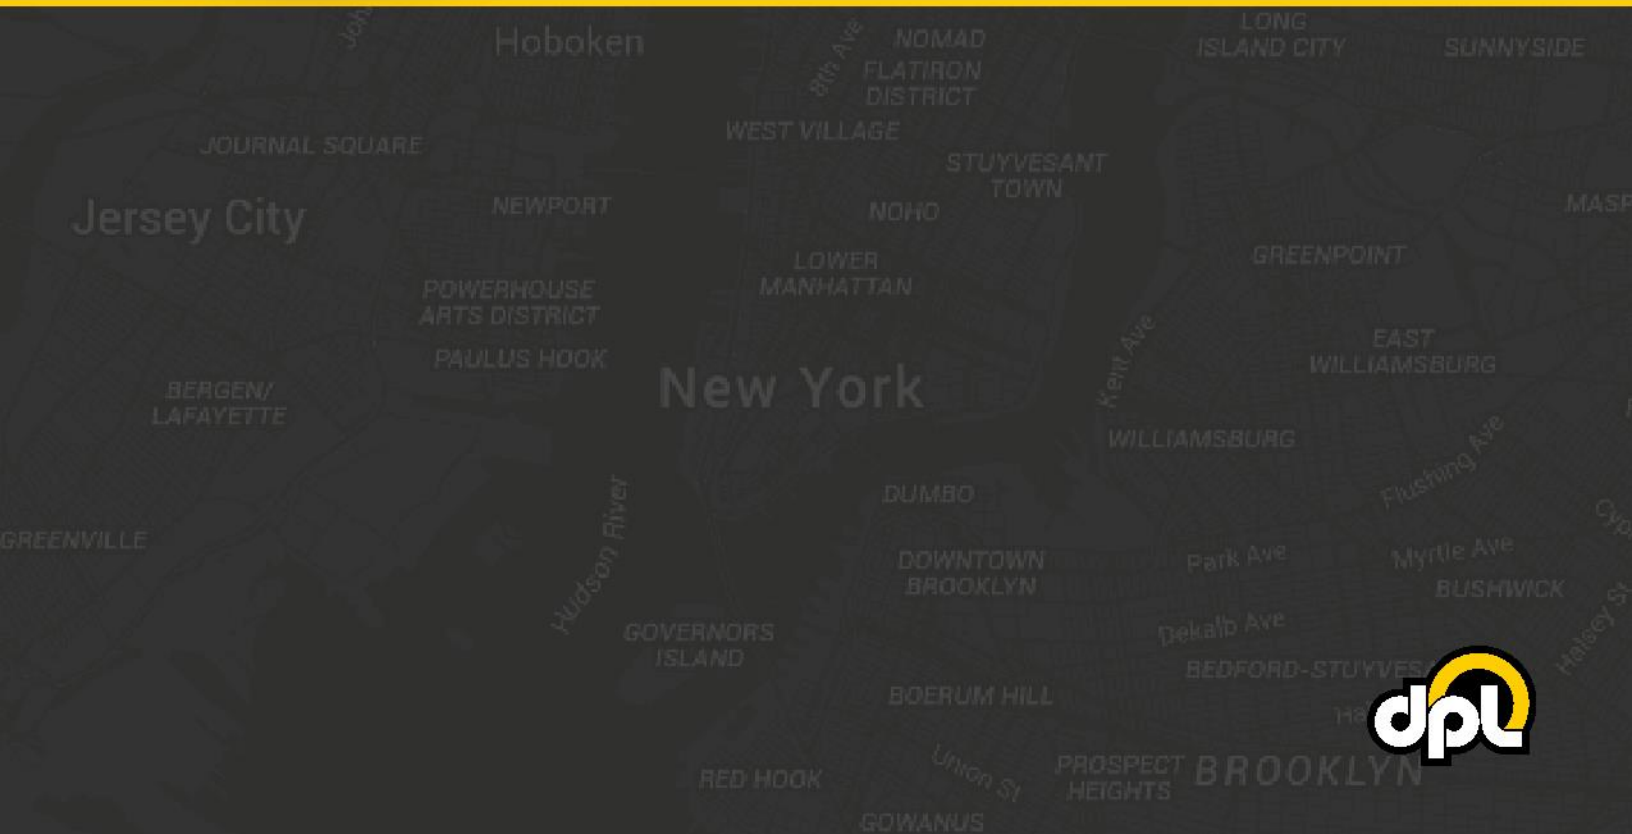 Hoboken
8th Ave
NOMAD
FLATIRON
DISTRICT
LONG
ISLAND CITY
SUNNYSIDE
WEST VILLAGE
JOURNAL SQUARE
STUYVESANT
TOWN
Jersey City
NEWPORT
NOHO
GREENPOINT
LOWER
MANHATTAN
POWERHOUSE
ARTS DISTRICT
PAULUS HOOK
New York
Kent Ave
EAST
WILLIAMSBURG
BERGEN/
LAFAYETTE
WILLIAMSBURG
Flushing Ave
DUMBO
GREENVILLE
Hudson River
DOWNTOWN
BROOKLYN
Park Ave
Myrtle Ave
BUSHWICK
Halsey St
GOVERNORS
ISLAND
Dekalb Ave
BEDFORD-STUYVESA
BOERUM HILL
dpl
RED HOOK
Union St
PROSPECT
HEIGHTS
BROOKLYN
GOWANUS